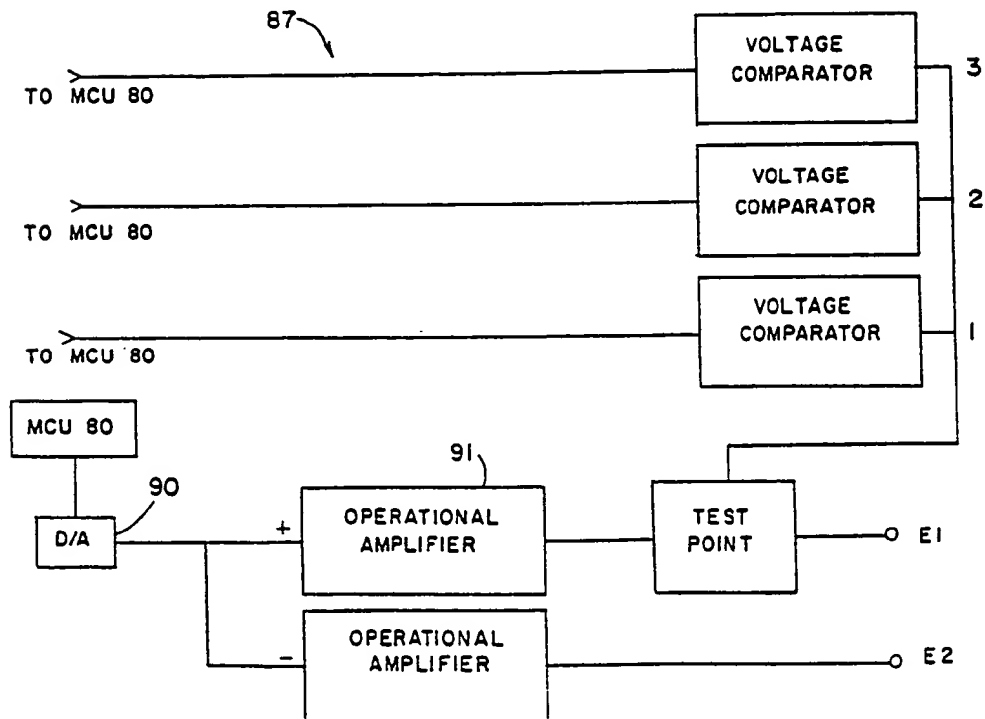 87
VOLTAGE
COMPARATOR
3
TO MCU 80
VOLTAGE
COMPARATOR
2
TO MCU 80
VOLTAGE
COMPARATOR
1
TO MCU 80
MCU 80
90
D/A
91
+
OPERATIONAL
AMPLIFIER
TEST
POINT
E1
-
OPERATIONAL
AMPLIFIER
E2